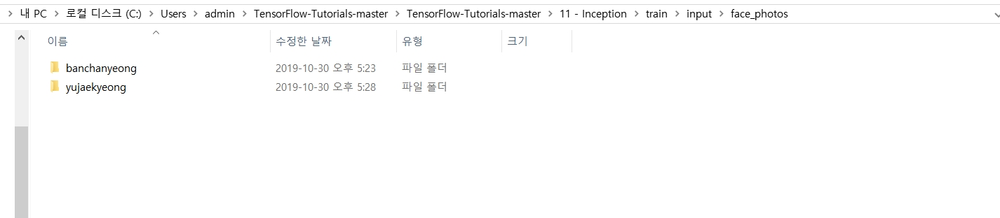 내 PC > 로컬 디스크 (C:) > Users > admin > TensorFlow-Tutorials-master > TensorFlow-Tutorials-master > 11 - Inception > train > input > face_photos
이름 수정한 날짜 유형 크기
banchanyeong 2019-10-30 오후 5:23 파일 폴더
yujaekyeong 2019-10-30 오후 5:28 파일 폴더